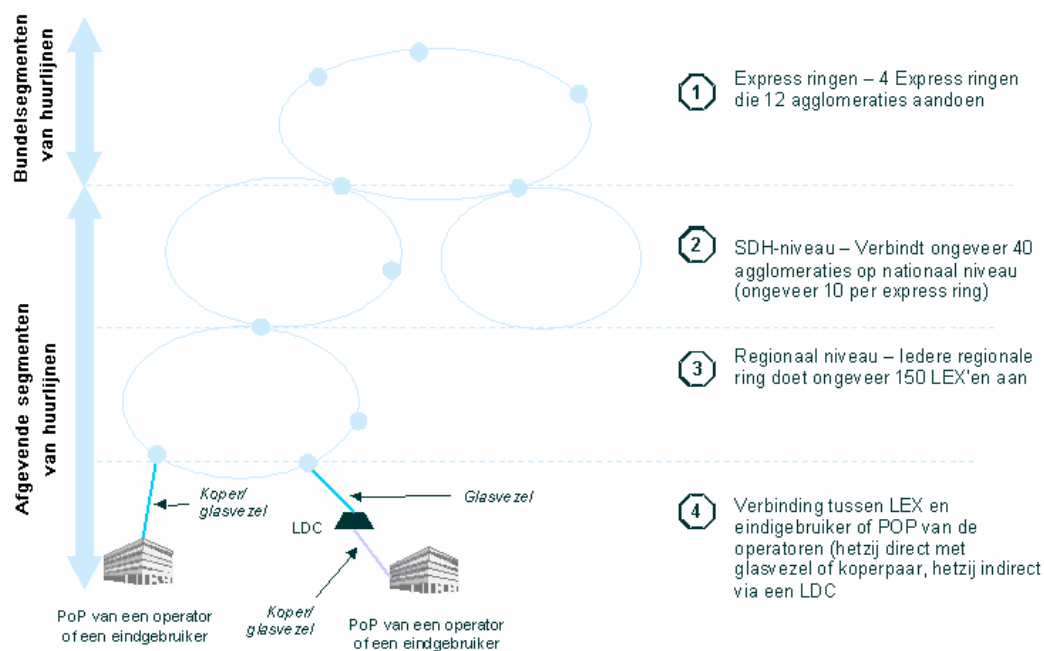 Bundelsegmenten
van huurlijnen
Afgevende segmenten
van huurlijnen
1
Express ringen – 4 Express ringen
die 12 agglomeraties aandoen
2
SDH-niveau – Verbindt ongeveer 40
agglomeraties op nationaal niveau
(ongeveer 10 per express ring)
3
Regionaal niveau – Iedere regionale
ring doet ongeveer 150 LEX'en aan
4
Verbinding tussen LEX en
eindigebruiker of POP van de
operatoren (hetzij direct met
glasvezel of koperpaar, hetzij indirect
via een LDC
Koper/
glasvezel
Glasvezel
LDC
Koper/
glasvezel
PoP van een operator
of een eindgebruiker
PoP van een operator
of een eindgebruiker